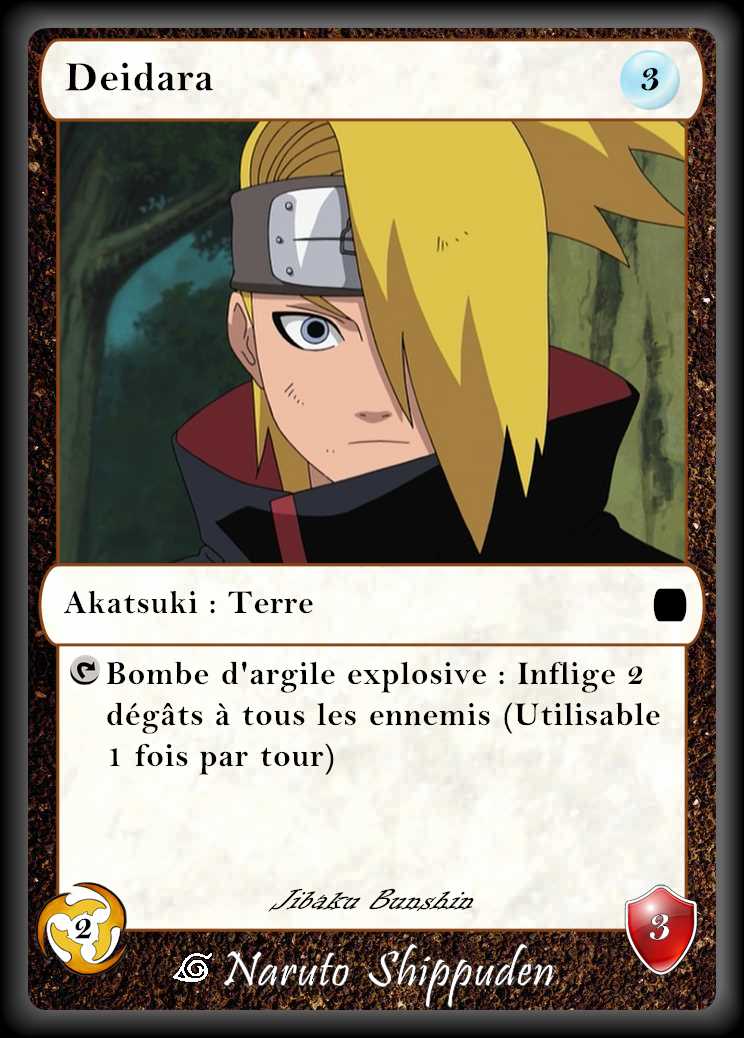 Deidara
3
Akatsuki : Terre
Bombe d'argile explosive : Inflige 2
dégâts à tous les ennemis (Utilisable
1 fois par tour)
Jibaku Bunshin
2
3
Naruto Shippuden